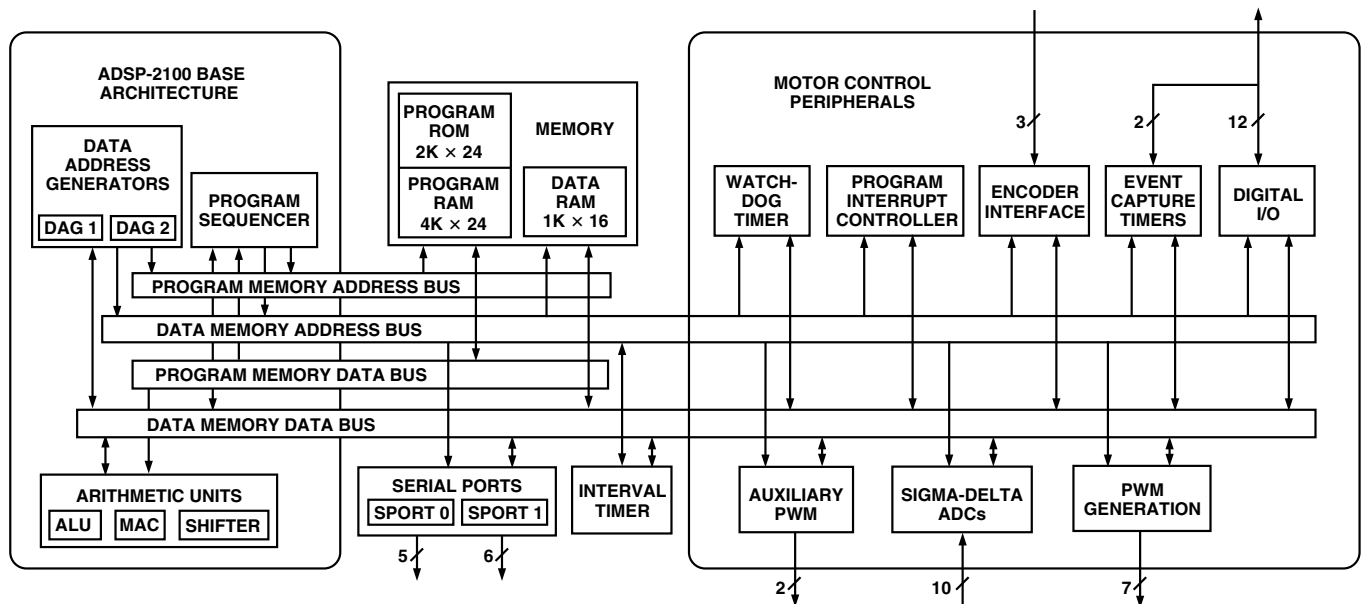 ADSP-2100 BASE
ARCHITECTURE
DATA
ADDRESS
GENERATORS
DAG 1
DAG 2
PROGRAM
SEQUENCER
PROGRAM
ROM
2K × 24
PROGRAM
RAM
4K × 24
MEMORY
DATA
RAM
1K × 16
MOTOR CONTROL
PERIPHERALS
3
2
12
WATCH-
DOG
TIMER
PROGRAM
INTERRUPT
CONTROLLER
ENCODER
INTERFACE
EVENT
CAPTURE
TIMERS
DIGITAL
I/O
PROGRAM MEMORY ADDRESS BUS
DATA MEMORY ADDRESS BUS
PROGRAM MEMORY DATA BUS
DATA MEMORY DATA BUS
ARITHMETIC UNITS
ALU
MAC
SHIFTER
SERIAL PORTS
SPORT 0
SPORT 1
5
6
INTERVAL
TIMER
AUXILIARY
PWM
SIGMA-DELTA
ADCs
PWM
GENERATION
2
10
7